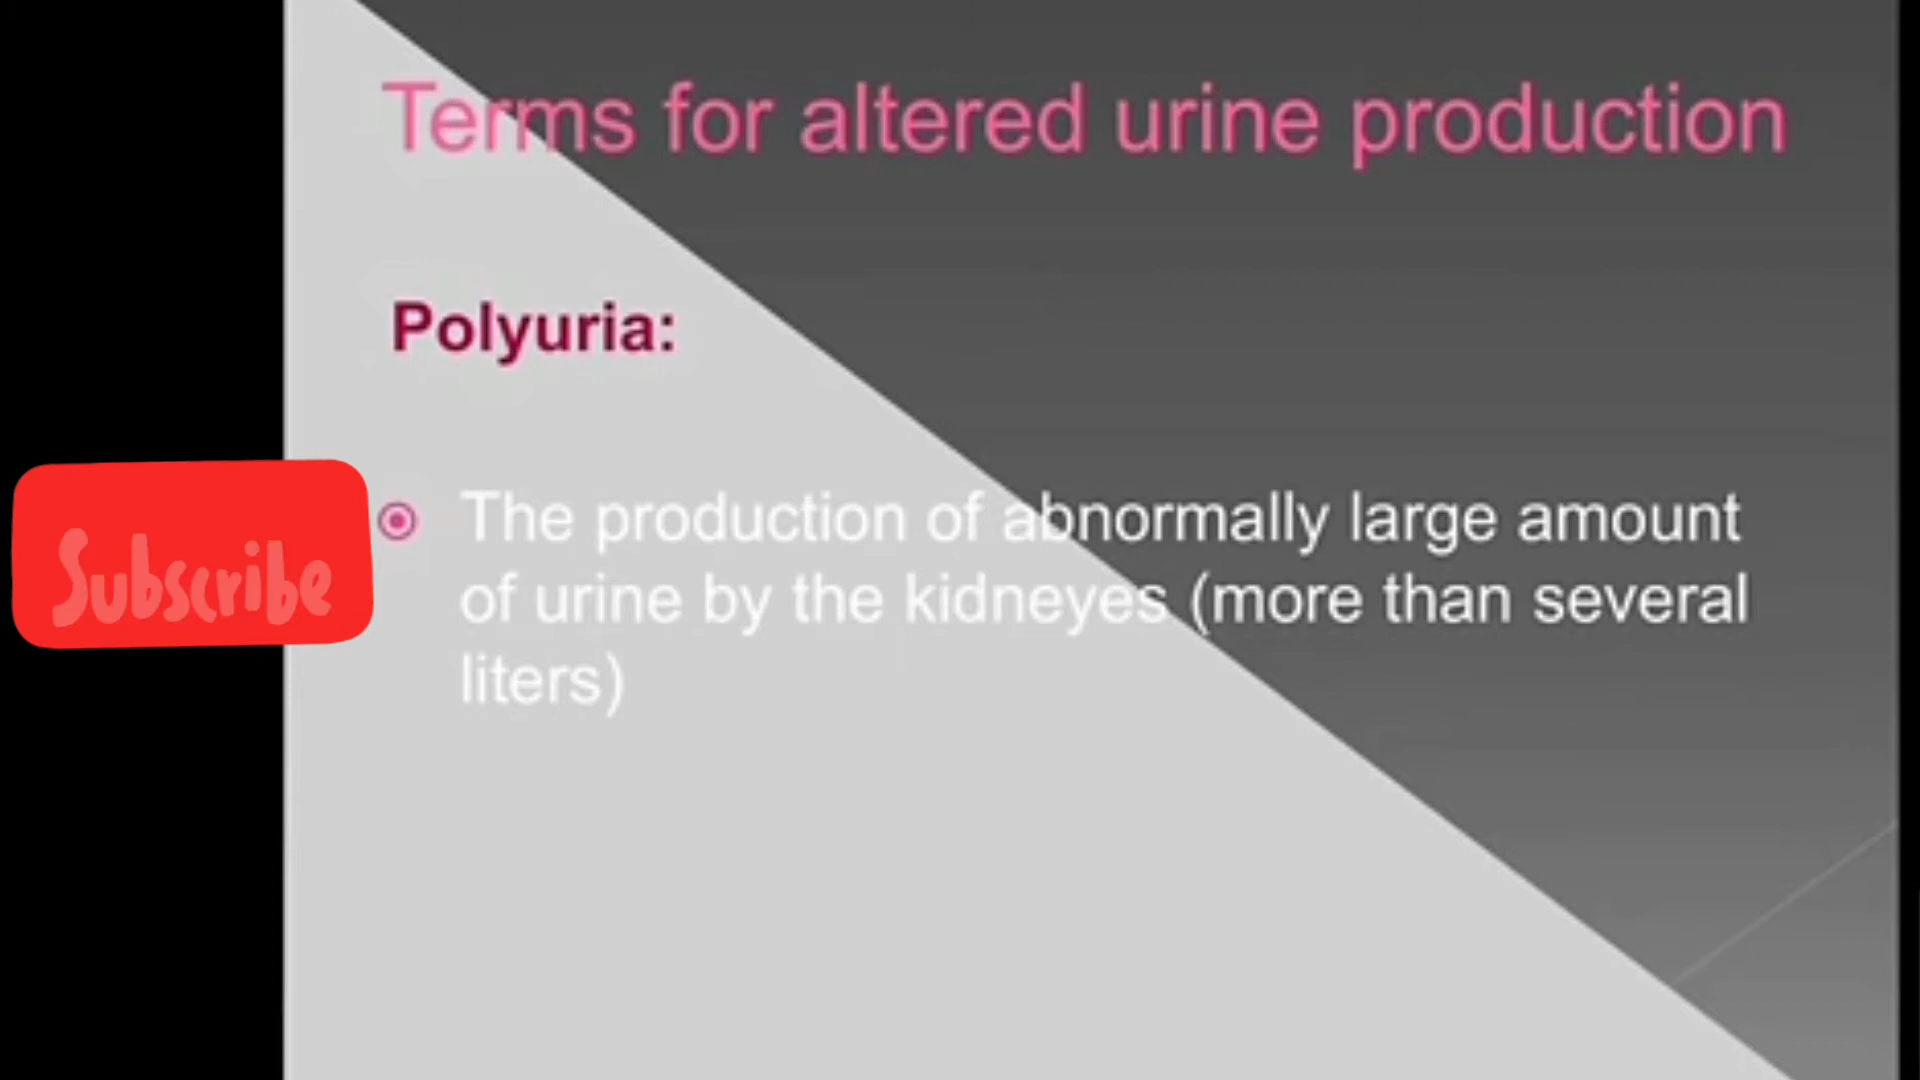 Terms for altered urine production
Polyuria:
The production of abnormally large amount
of urine by the kidneyes (more than several
liters)
Subscribe